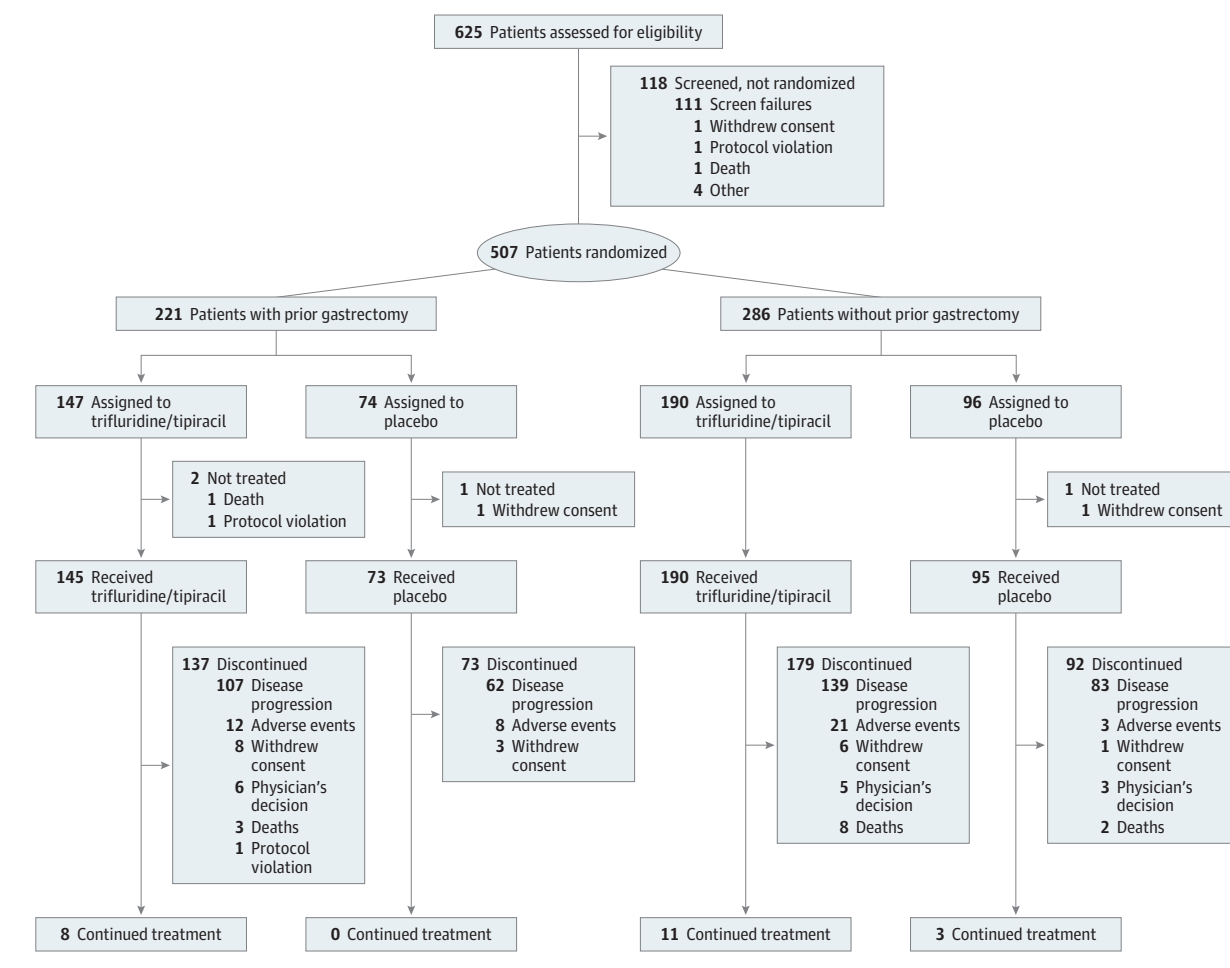 625 Patients assessed for eligibility
118 Screened, not randomized
111 Screen failures
1 Withdrew consent
1 Protocol violation
1 Death
4 Other
507 Patients randomized
221 Patients with prior gastrectomy
286 Patients without prior gastrectomy
147 Assigned to
trifluridine/tipiracil
74 Assigned to
placebo
190 Assigned to
trifluridine/tipiracil
96 Assigned to
placebo
2 Not treated
1 Death
1 Protocol violation
1 Not treated
1 Withdrew consent
1 Not treated
1 Withdrew consent
145 Received
trifluridine/tipiracil
73 Received
placebo
190 Received
trifluridine/tipiracil
95 Received
placebo
137 Discontinued
107 Disease
progression
12 Adverse events
8 Withdrew
consent
6 Physician's
decision
3 Deaths
1 Protocol
violation
73 Discontinued
62 Disease
progression
8 Adverse events
3 Withdrew
consent
179 Discontinued
139 Disease
progression
21 Adverse events
6 Withdrew
consent
5 Physician's
decision
8 Deaths
92 Discontinued
83 Disease
progression
3 Adverse events
1 Withdrew
consent
3 Physician's
decision
2 Deaths
8 Continued treatment
0 Continued treatment
11 Continued treatment
3 Continued treatment